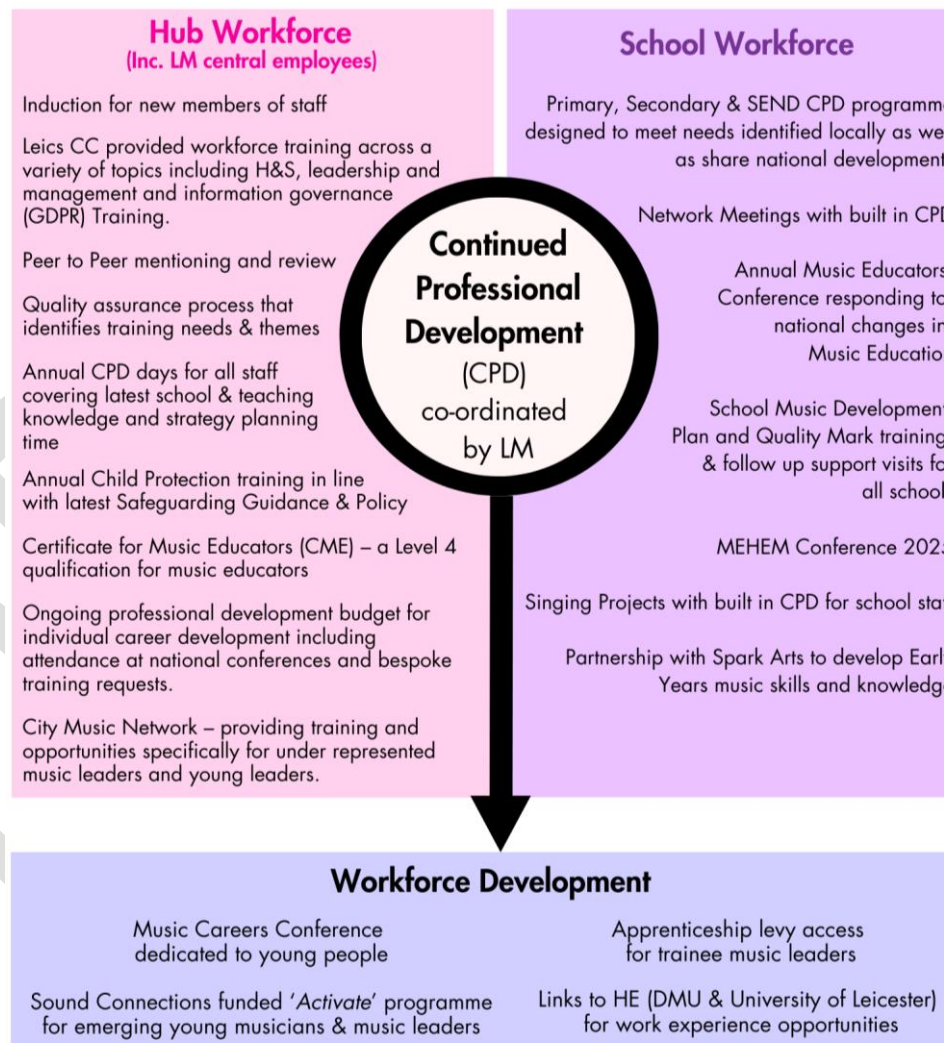 Hub Workforce
(Inc. LM central employees)
Induction for new members of staff
Leics CC provided workforce training across a
variety of topics including H&S, leadership and
management and information governance
(GDPR) Training.
Peer to Peer mentioning and review
Quality assurance process that
identifies training needs & themes
Annual CPD days for all staff
covering latest school & teaching
knowledge and strategy planning
time
Annual Child Protection training in line
with latest Safeguarding Guidance & Policy
Certificate for Music Educators (CME) – a Level 4
qualification for music educators
Ongoing professional development budget for
individual career development including
attendance at national conferences and bespoke
training requests.
City Music Network – providing training and
opportunities specifically for under represented
music leaders and young leaders.
Continued
Professional
Development
(CPD)
co-ordinated
by LM
School Workforce
Primary, Secondary & SEND CPD programm
designed to meet needs identified locally as we
as share national development
Network Meetings with built in CPD
Annual Music Educators
Conference responding to
national changes in
Music Education
School Music Development
Plan and Quality Mark training
& follow up support visits fo
all school
MEHEM Conference 202
Singing Projects with built in CPD for school sta
Partnership with Spark Arts to develop Earl
Years music skills and knowledg
Workforce Development
Music Careers Conference
dedicated to young people
Sound Connections funded ‘Activate’ programme
for emerging young musicians & music leaders
Apprenticeship levy access
for trainee music leaders
Links to HE (DMU & University of Leicester)
for work experience opportunities